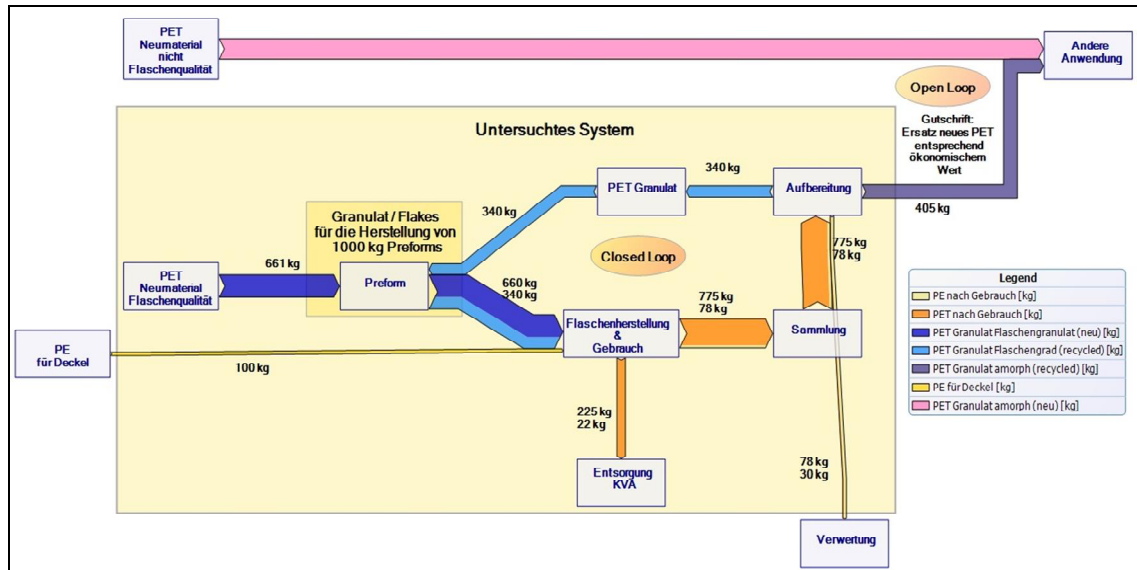 PET
Neumaterial
nicht
Flaschenqualität
Andere
Anwendung
Open Loop
Gutschrift:
Ersatz neues PET
entsprechend
ökonomischem
Wert
Untersuchtes System
340 kg
PET Granulat
Aufbereitung
405 kg
340 kg
Granulat / Flakes
für die Herstellung von
1000 kg Preforms
Closed Loop
775 kg
78 kg
661 kg
PET
Neumaterial
Flaschenqualität
Preform
660 kg
340 kg
775 kg
78 kg
Flaschenherstellung
&
Gebrauch
Sammlung
PE
für Deckel
100 kg
225 kg
22 kg
Entsorgung
KVA
78 kg
30 kg
Verwertung
Legend
PE nach Gebrauch [kg]
PET nach Gebrauch [kg]
PET Granulat Flaschengranulat (neu) [kg]
PET Granulat Flaschengrad (recycled) [kg]
PET Granulat amorph (recycled) [kg]
PE für Deckel [kg]
PET Granulat amorph (neu) [kg]